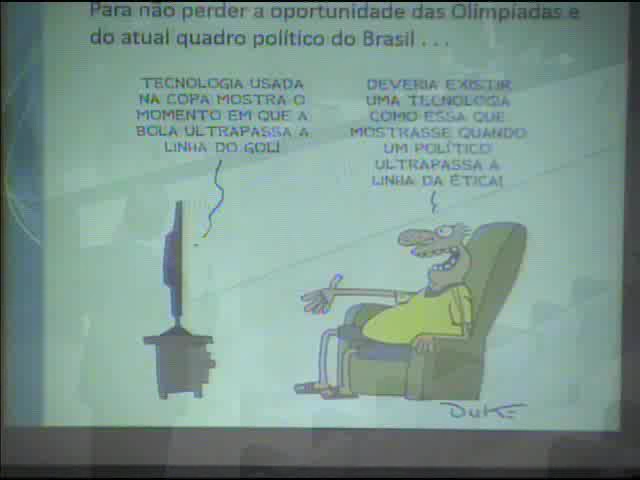 Para não perder a oportunidade das Olimpíadas e
do atual quadro político do Brasil . . .
TECNOLOGIA USADA
NA COPA MOSTRA O
MOMENTO EM QUE A
BOLA ULTRAPASSA A
LINHA DO GOL!
DEVERIA EXISTIR
UMA TECNOLOGIA
COMO ESSA QUE
MOSTRASSE QUANDO
UM POLÍTICO
ULTRAPASSA A
LINHA DA ÉTICA!
DUKE